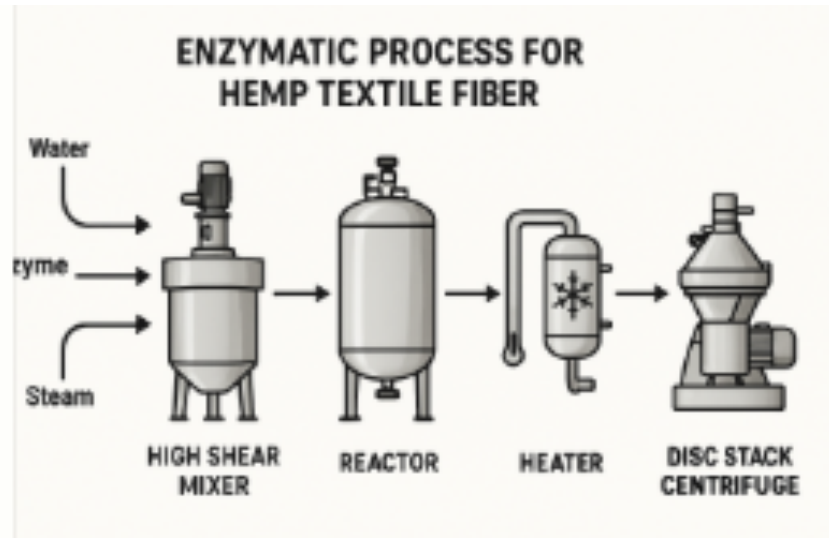 ENZYMATIC PROCESS FOR
HEMP TEXTILE FIBER
Water
zyme
Steam
HIGH SHEAR
MIXER
REACTOR
HEATER
DISC STACK
CENTRIFUGE